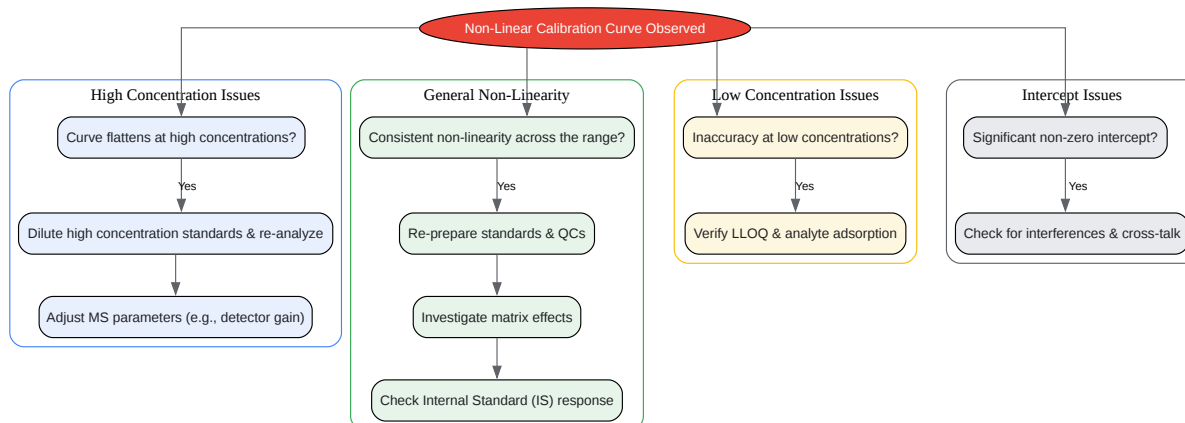 Non-Linear Calibration Curve Observed
High Concentration Issues
Curve flattens at high concentrations?
Yes
Dilute high concentration standards & re-analyze
Adjust MS parameters (e.g., detector gain)
General Non-Linearity
Consistent non-linearity across the range?
Yes
Re-prepare standards & QCs
Investigate matrix effects
Check Internal Standard (IS) response
Low Concentration Issues
Inaccuracy at low concentrations?
Yes
Verify LLOQ & analyte adsorption
Intercept Issues
Significant non-zero intercept?
Yes
Check for interferences & cross-talk